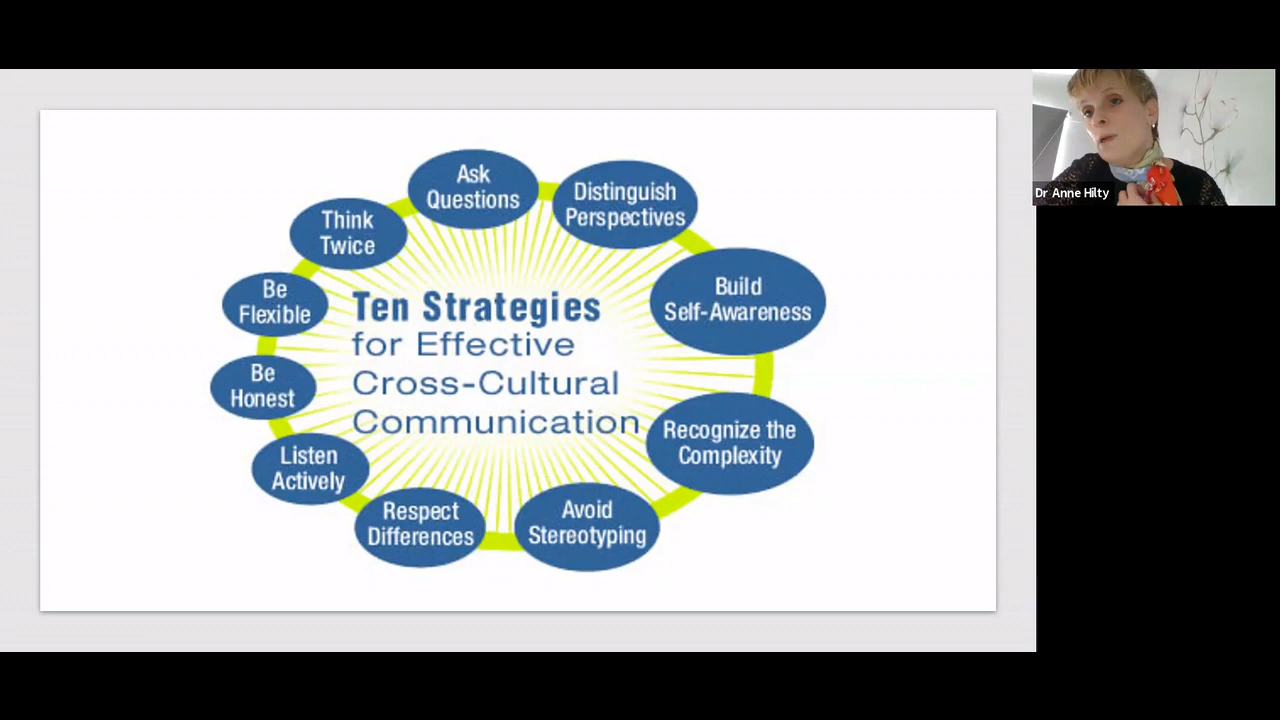 Ask
Questions
Distinguish
Perspectives
Build
Self-Awareness
Recognize the
Complexity
Avoid
Stereotyping
Respect
Differences
Listen
Actively
Be
Honest
Be
Flexible
Think
Twice
Ten Strategies
for Effective
Cross-Cultural
Communication
Dr Anne Hilty